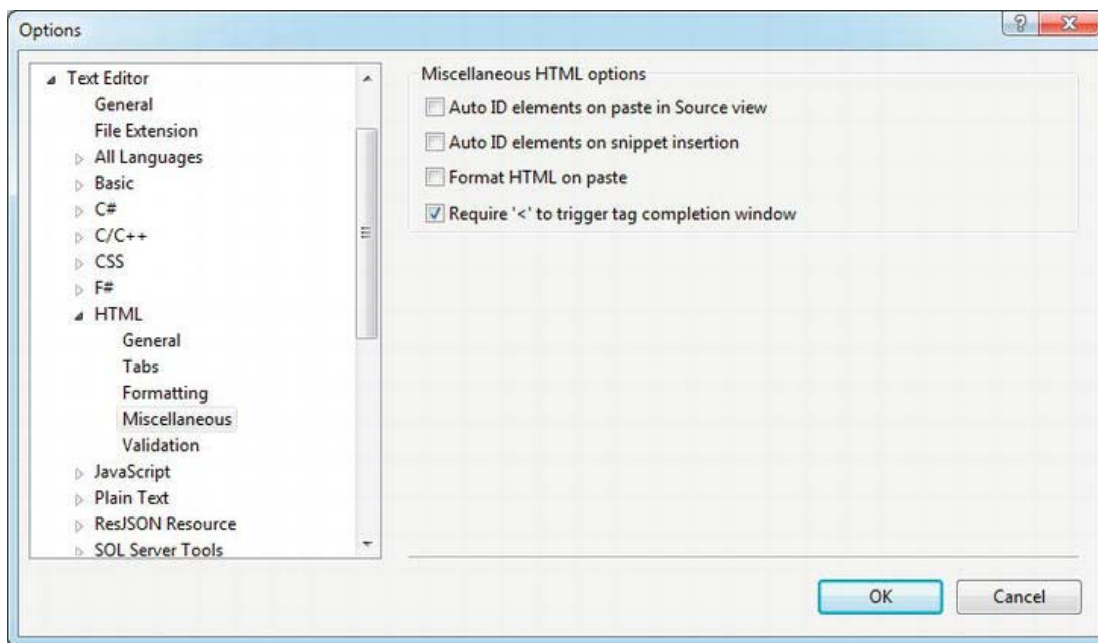 Options
Text Editor
General
File Extension
All Languages
Basic
C#
C/C++
CSS
F#
HTML
General
Tabs
Formatting
Miscellaneous
Validation
JavaScript
Plain Text
ResJSON Resource
SQL Server Tools
Miscellaneous HTML options
Auto ID elements on paste in Source view
Auto ID elements on snippet insertion
Format HTML on paste
Require '<' to trigger tag completion window
OK
Cancel